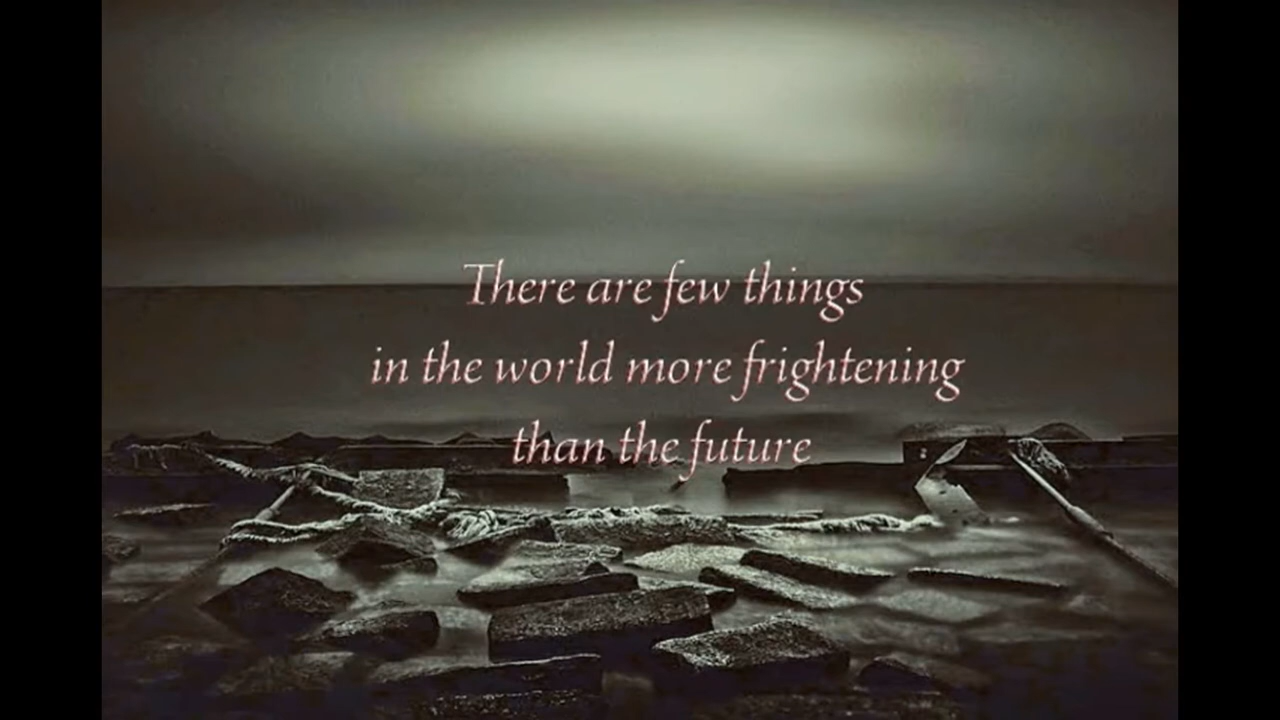 There are few things
in the world more frightening
than the future